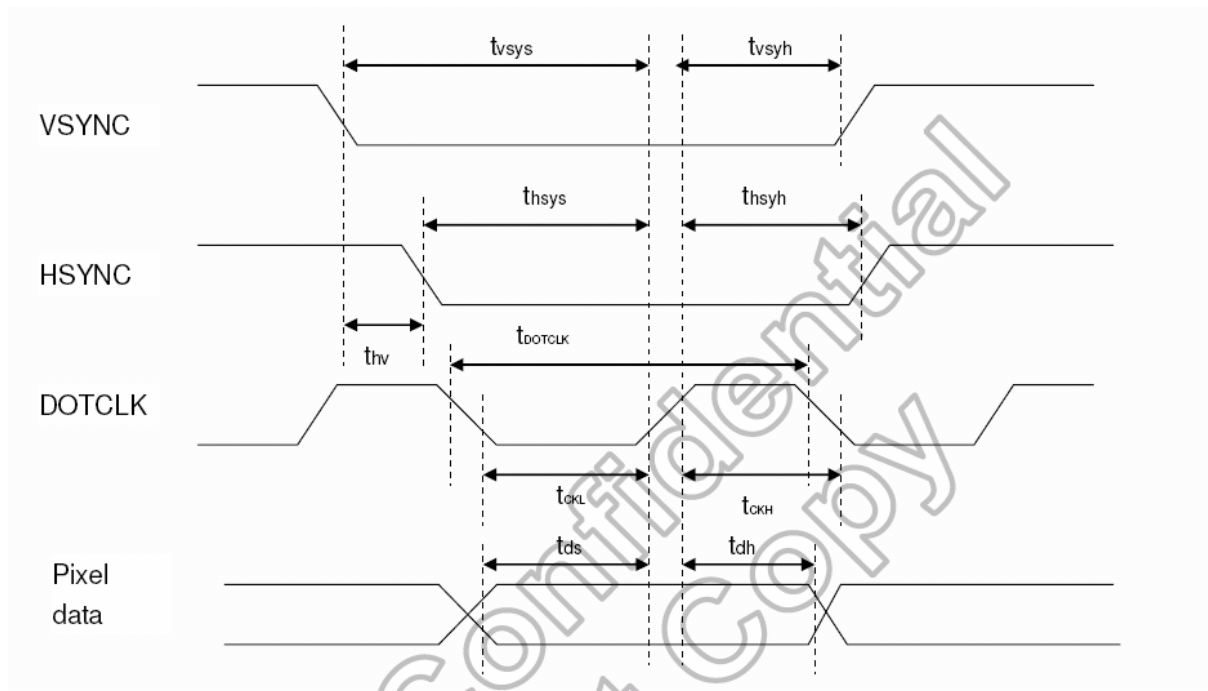 tvsys tvsyh
VSYNC
thsys thsyh
HSYNC
thv
tDOTCLK
DOTCLK
tCKL tCKH
tds tdh
Pixel
data
Confidential
t Copy